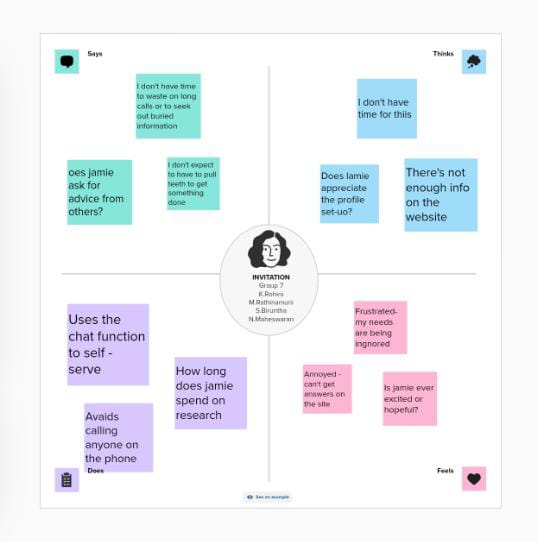 Says
I don't have time
to waste on long
calls or to seek
out buried
information
oes jamie
ask for
advice from
others?
I don't expect
to have to pull
teeth to get
something
done
Thinks
I don't have
time for thiis
Does Iamie
appreciate
the profile
set-uo?
There's not
enough info
on the
website
INVITATION
Group 7
K.Rohini
M.Rathinamuni
S.Biruntha
N.Maheswaran
Uses the
chat function
to self -
serve
How long
does jamie
spend on
research
Avaids
calling
anyone on
the phone
Does
Frustrated-
my needs
are being
ingnored
Annoyed -
can't get
answers on
the site
Is jamie ever
excited or
hopeful?
Feels
See an example